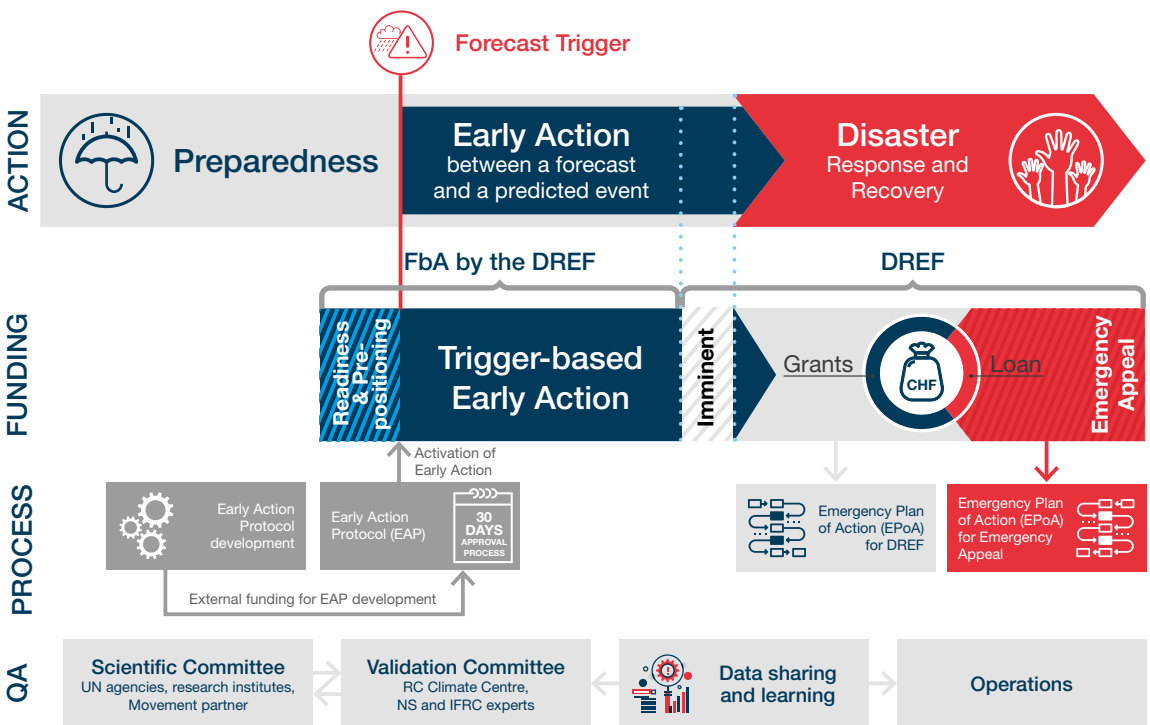 Forecast Trigger
ACTION
Preparedness
Early Action
between a forecast
and a predicted event
Disaster
Response and
Recovery
FbA by the DREF
DREF
FUNDING
Readiness
& Pre-
positioning
Trigger-based
Early Action
Imminent
Grants
CHF
Loan
Emergency
Appeal
Activation of
Early Action
PROCESS
Early Action
Protocol
development
Early Action
Protocol (EAP)
30
DAYS
APPROVAL
PROCESS
External funding for EAP development
Emergency Plan
of Action (EPoA)
for DREF
Emergency Plan
of Action (EPoA)
for Emergency
Appeal
QA
Scientific Committee
UN agencies, research institutes,
Movement partner
Validation Committee
RC Climate Centre,
NS and IFRC experts
Data sharing
and learning
Operations